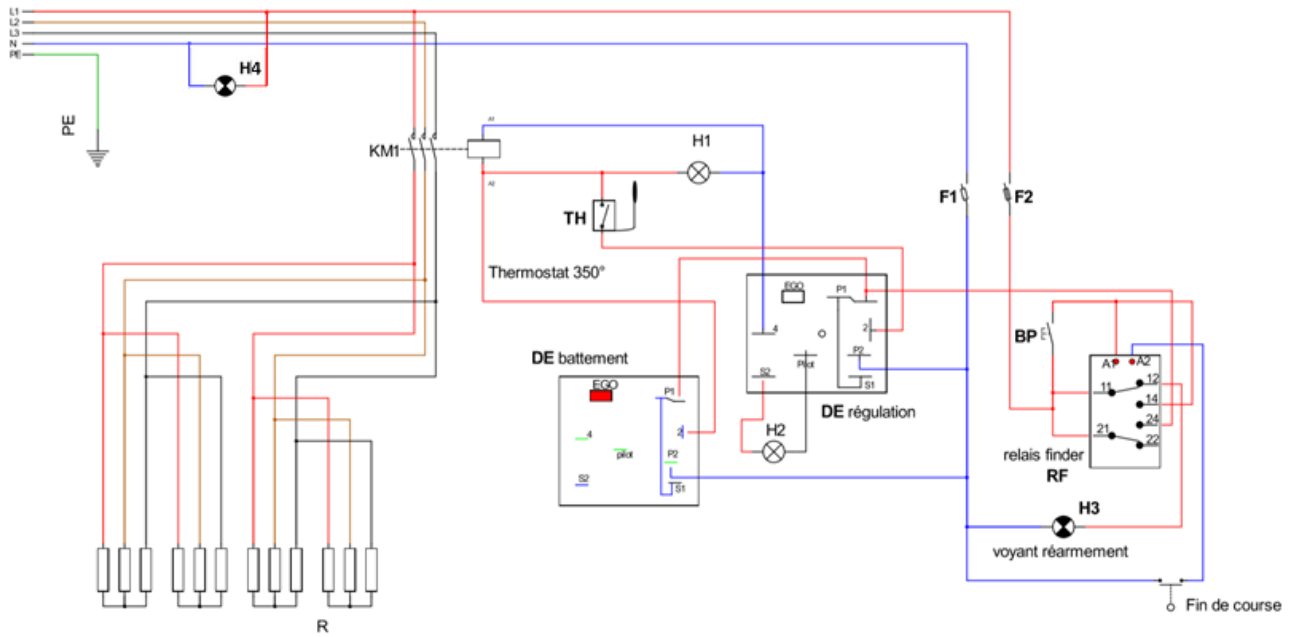 L1
L2
L3
N
PE
H4
PE
KM1
A1
A2
H1
TH
Thermostat 350°
F1
F2
EGO
P1
4
2
P2
Pilot
S2
S1
DE régulation
H2
DE battement
EGO
P1
4
2
pilot
P2
S2
S1
BP
A1
A2
11
12
14
24
21
22
relais finder
RF
H3
voyant réarmement
Fin de course
R